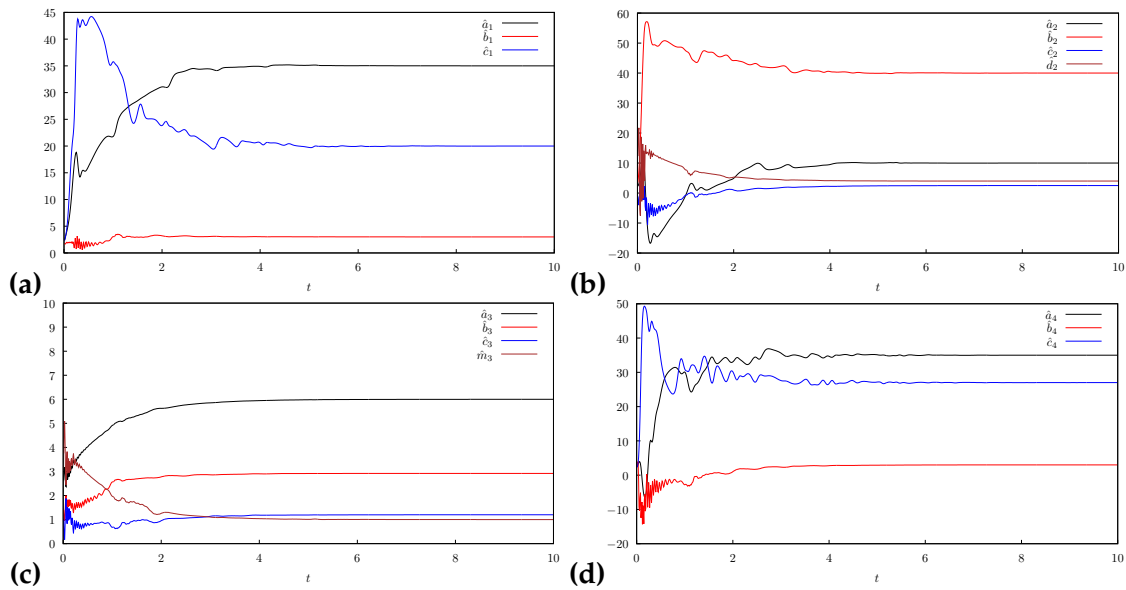 45
40
35
30
25
20
15
10
5
0
0 2 4 6 8 10
t
â₁
b̂₁
ĉ₁
(a)
60
50
40
30
20
10
0
−10
−20
0 2 4 6 8 10
t
â₂
b̂₂
ĉ₂
d̂₂
(b)
10
9
8
7
6
5
4
3
2
1
0
0 2 4 6 8 10
t
â₃
b̂₃
ĉ₃
m̂₃
(c)
50
40
30
20
10
0
−10
−20
0 2 4 6 8 10
t
â₄
b̂₄
ĉ₄
(d)